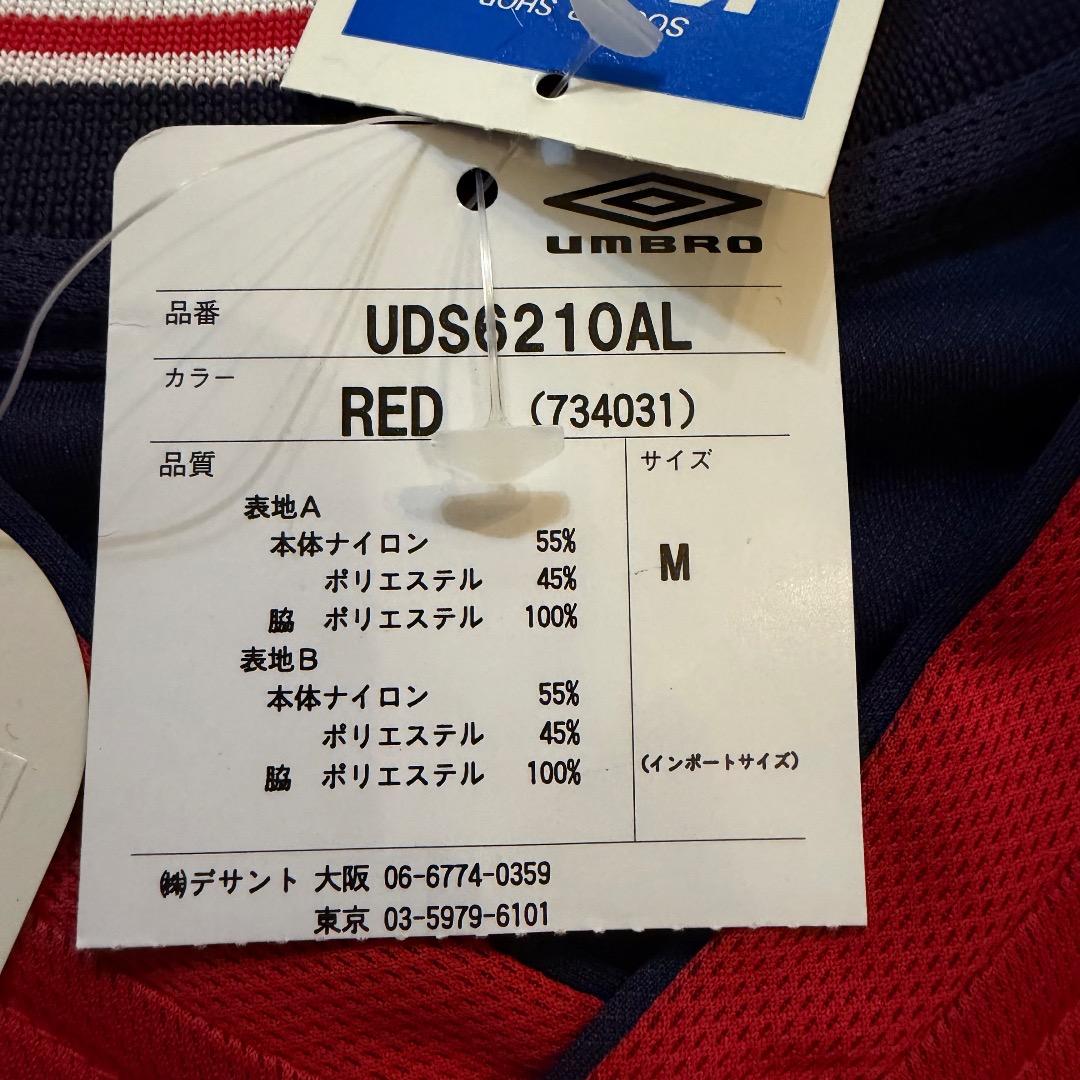 SHOP
UMBRO
品番
UDS6210AL
カラー
RED (734031)
品質
サイズ
表地A
本体ナイロン 55%
ポリエステル 45%
脇 ポリエステル 100%
表地B
本体ナイロン 55%
ポリエステル 45%
脇 ポリエステル 100%
M
(インポートサイズ)
㈱デサント 大阪 06-6774-0359
東京 03-5979-6101